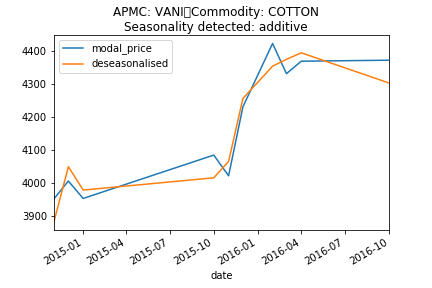 APMC: VANI▯Commodity: COTTON
Seasonality detected: additive
modal_price
deseasonalised
4400
4300
4200
4100
4000
3900
2015-01
2015-04
2015-07
2015-10
2016-01
2016-04
2016-07
2016-10
date